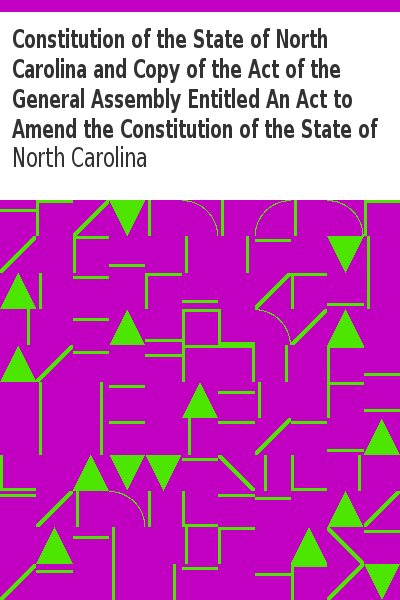 Constitution of the State of North
Carolina and Copy of the Act of the
General Assembly Entitled An Act to
Amend the Constitution of the State of
North Carolina